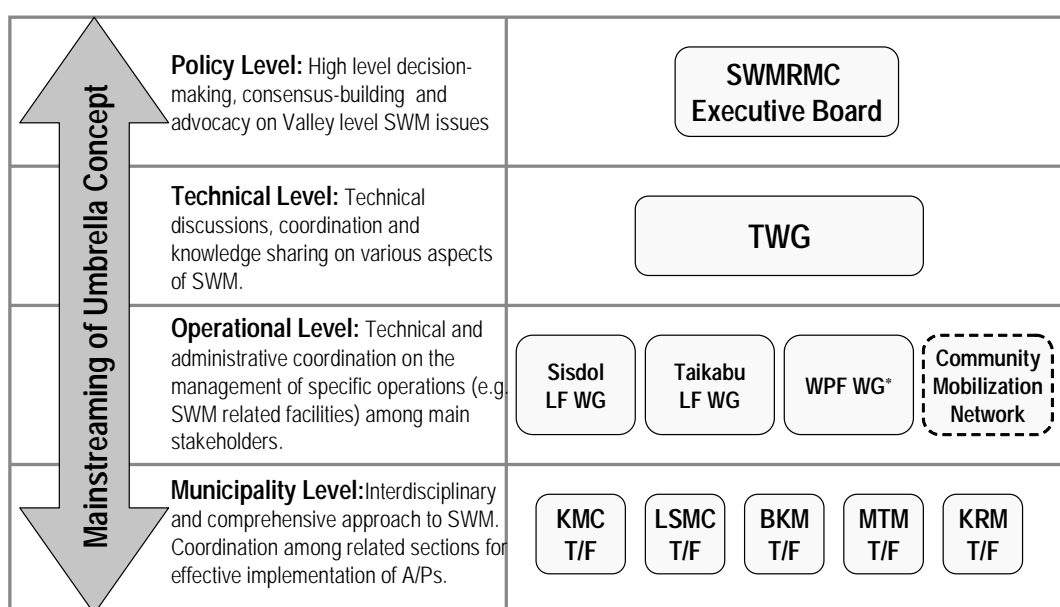 Mainstreaming of Umbrella Concept
Policy Level: High level decision-
making, consensus-building and
advocacy on Valley level SWM issues
SWMRMC
Executive Board
Technical Level: Technical
discussions, coordination and
knowledge sharing on various aspects
of SWM.
TWG
Operational Level: Technical and
administrative coordination on the
management of specific operations (e.g.
SWM related facilities) among main
stakeholders.
Sisdol
LF WG
Taikabu
LF WG
WPF WG*
Community
Mobilization
Network
Municipality Level:Interdisciplinary
and comprehensive approach to SWM.
Coordination among related sections for
effective implementation of A/Ps.
KMC
T/F
LSMC
T/F
BKM
T/F
MTM
T/F
KRM
T/F